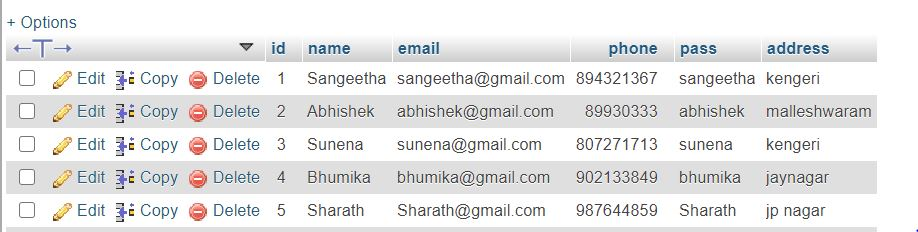 + Options
←T→ id name email phone pass address
Edit Copy Delete 1 Sangeetha sangeetha@gmail.com 894321367 sangeetha kengeri
Edit Copy Delete 2 Abhishek abhishek@gmail.com 89930333 abhishek malleshwaram
Edit Copy Delete 3 Sunena sunena@gmail.com 807271713 sunena kengeri
Edit Copy Delete 4 Bhumika bhumika@gmail.com 902133849 bhumika jaynagar
Edit Copy Delete 5 Sharath Sharath@gmail.com 987644859 Sharath jp nagar